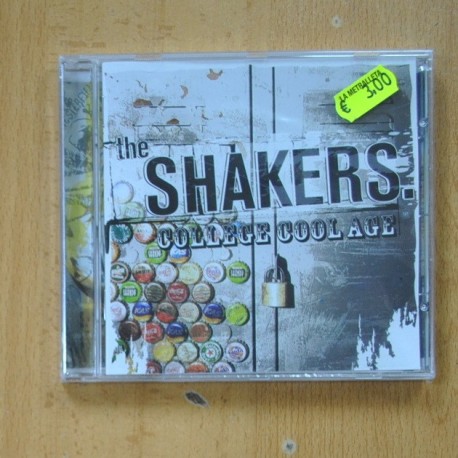 LA METRALLETA
€ 3,00
the
SHAKERS.
COLLEGE COOL AGE